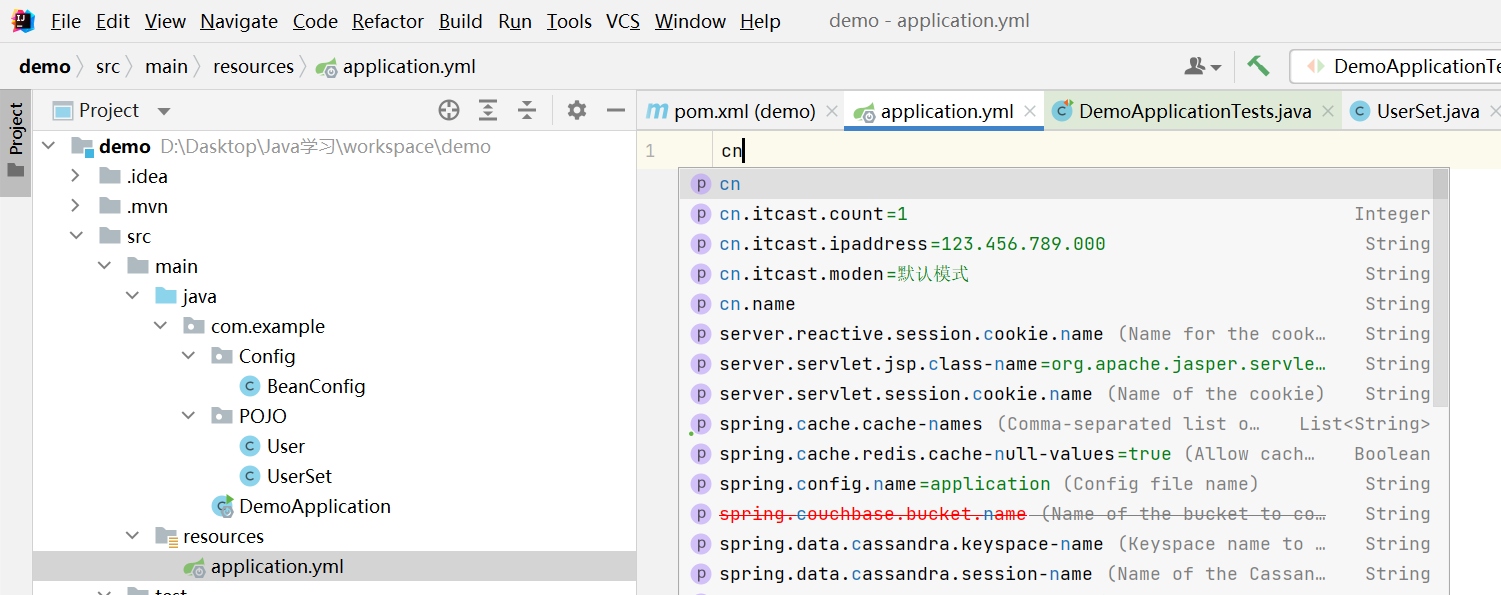 File Edit View Navigate Code Refactor Build Run Tools VCS Window Help demo - application.yml
demo src main resources application.yml DemoApplicationTe
Project
Project
pom.xml (demo) application.yml DemoApplicationTests.java UserSet.java
demo D:\Dasktop\Java学习\workspace\demo
.idea
.mvn
src
main
java
com.example
Config
BeanConfig
POJO
User
UserSet
DemoApplication
resources
application.yml
test
1 cn
cn
cn.itcast.count=1 Integer
cn.itcast.ipaddress=123.456.789.000 String
cn.itcast.moden=默认模式 String
cn.name String
server.reactive.session.cookie.name (Name for the cook… String
server.servlet.jsp.class-name=org.apache.jasper.servle… String
server.servlet.session.cookie.name (Name of the cookie) String
spring.cache.cache-names (Comma-separated list o… List<String>
spring.cache.redis.cache-null-values=true (Allow cach… Boolean
spring.config.name=application (Config file name) String
spring.couchbase.bucket.name (Name of the bucket to co… String
spring.data.cassandra.keyspace-name (Keyspace name to … String
spring.data.cassandra.session-name (Name of the Cassan… String